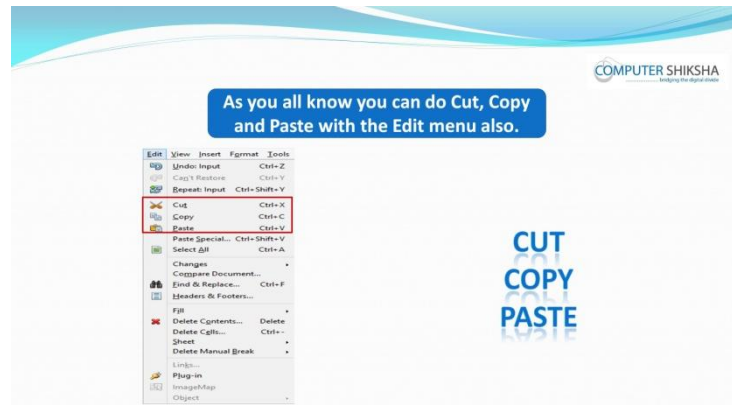 COMPUTER SHIKSHA
bridging the digital divide
As you all know you can do Cut, Copy
and Paste with the Edit menu also.
Edit View Insert Format Tools
Undo: Input Ctrl+Z
Can't Restore Ctrl+Y
Repeat: Input Ctrl+Shift+Y
Cut Ctrl+X
Copy Ctrl+C
Paste Ctrl+V
Paste Special... Ctrl+Shift+V
Select All Ctrl+A
Changes
Compare Document...
Find & Replace... Ctrl+F
Headers & Footers...
Fill
Delete Contents... Delete
Delete Cells... Ctrl+-
Sheet
Delete Manual Break
Links...
Plug-in
ImageMap
Object
CUT
COPY
PASTE